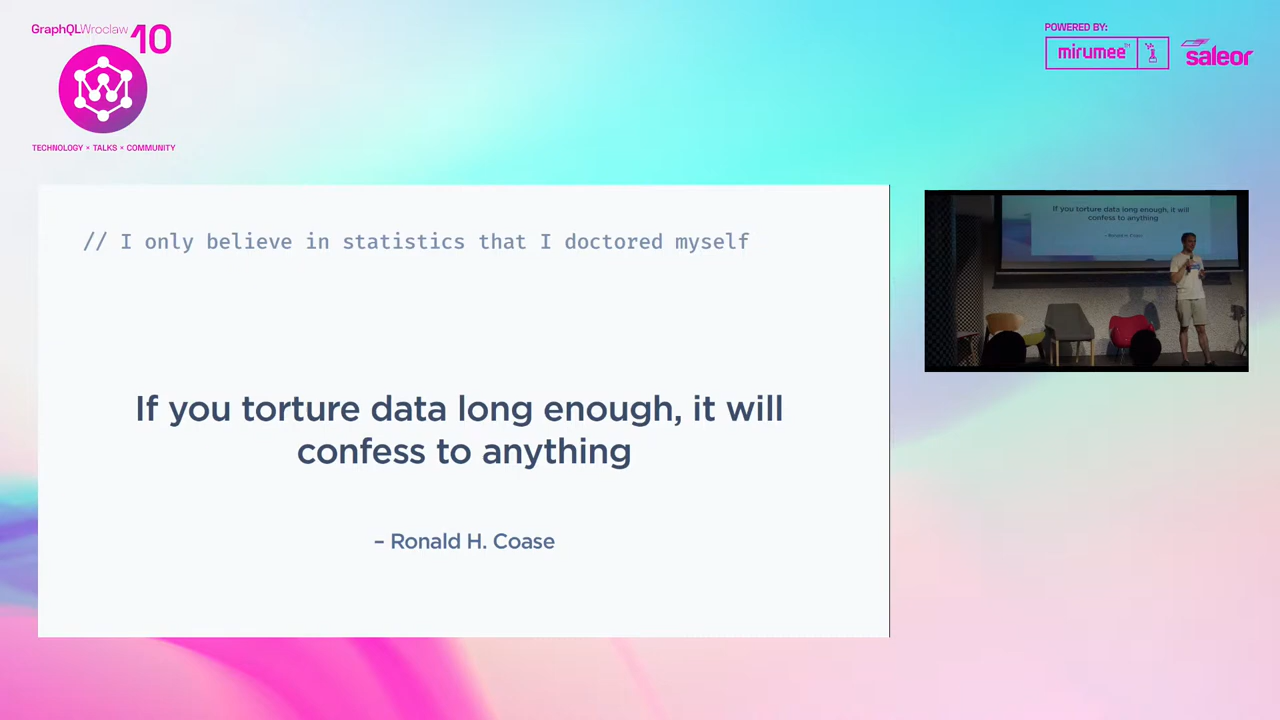 GraphQLWroclaw 10
TECHNOLOGY × TALKS × COMMUNITY
POWERED BY:
mirumee
saleor
// I only believe in statistics that I doctored myself
If you torture data long enough, it will
confess to anything
– Ronald H. Coase
If you torture data long enough, it will
confess to anything
– Ronald H. Coase